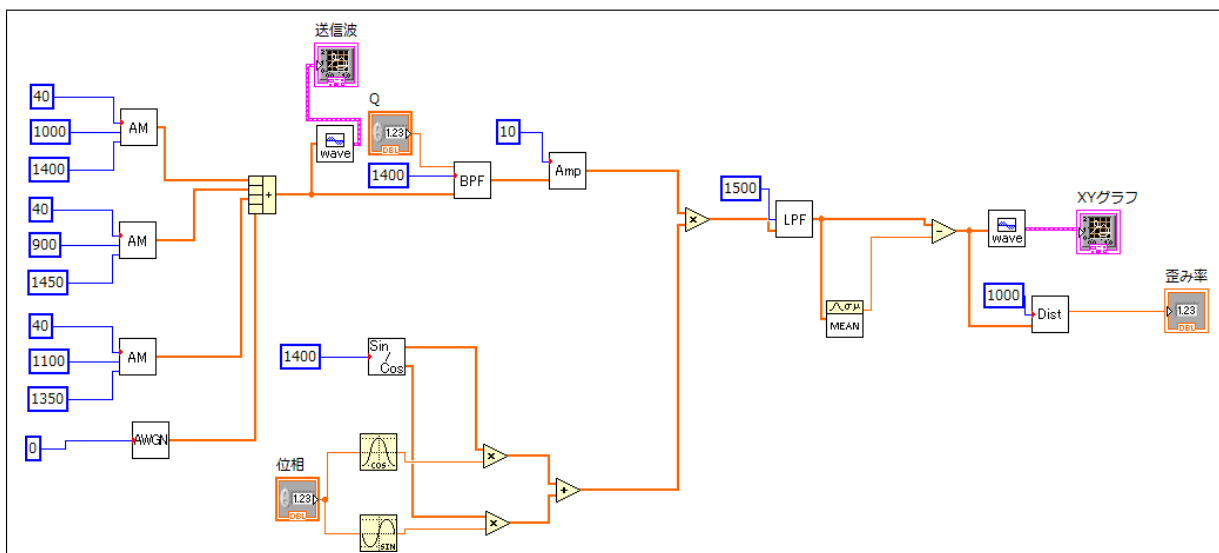 送信波
40
1000
1400
AM
wave
Q
1.23
DBL
1400
BPF
10
Amp
+
40
900
1450
AM
×
1500
LPF
−
wave
XYグラフ
MEAN
σμ
1000
Dist
歪み率
1.23
DBL
40
1100
1350
AM
1400
Sin
Cos
0
AWGN
位相
1.23
DBL
COS
SIN
×
×
+